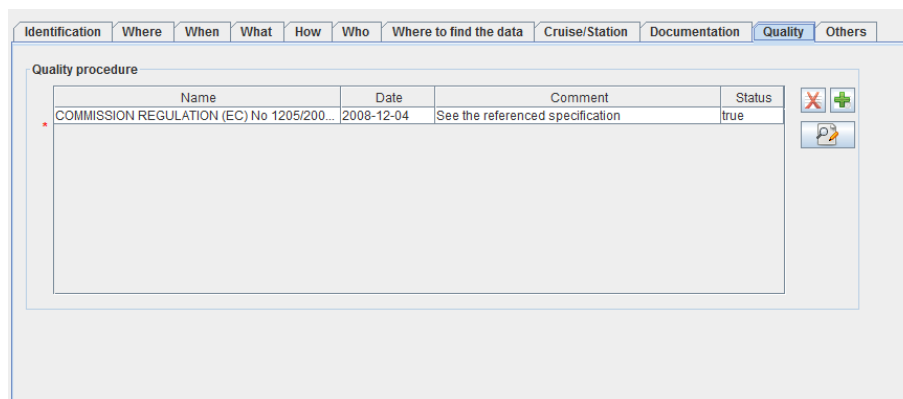 Identification Where When What How Who Where to find the data Cruise/Station Documentation Quality Others
Quality procedure
Name Date Comment Status
* COMMISSION REGULATION (EC) No 1205/200... 2008-12-04 See the referenced specification true